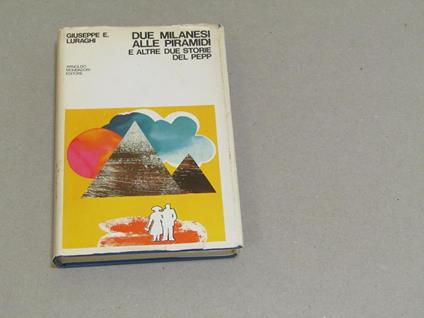 GIUSEPPE E.
LURAGHI
DUE MILANESI
ALLE PIRAMIDI
E ALTRE DUE STORIE
DEL PEPP
ARNOLDO
MONDADORI
EDITORE